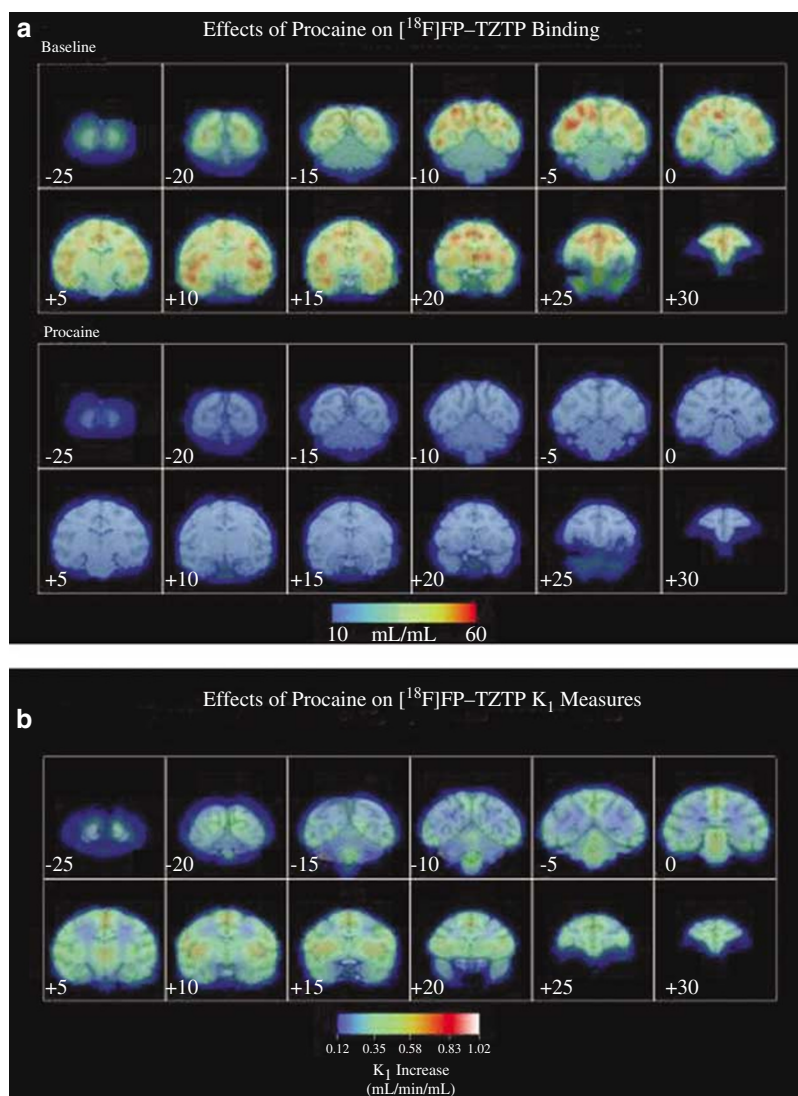 a
Effects of Procaine on [¹⁸F]FP–TZTP Binding
Baseline
-25 -20 -15 -10 -5 0
+5 +10 +15 +20 +25 +30
Procaine
-25 -20 -15 -10 -5 0
+5 +10 +15 +20 +25 +30
10 mL/mL 60
b
Effects of Procaine on [¹⁸F]FP–TZTP K₁ Measures
-25 -20 -15 -10 -5 0
+5 +10 +15 +20 +25 +30
0.12 0.35 0.58 0.83 1.02
K₁ Increase
(mL/min/mL)